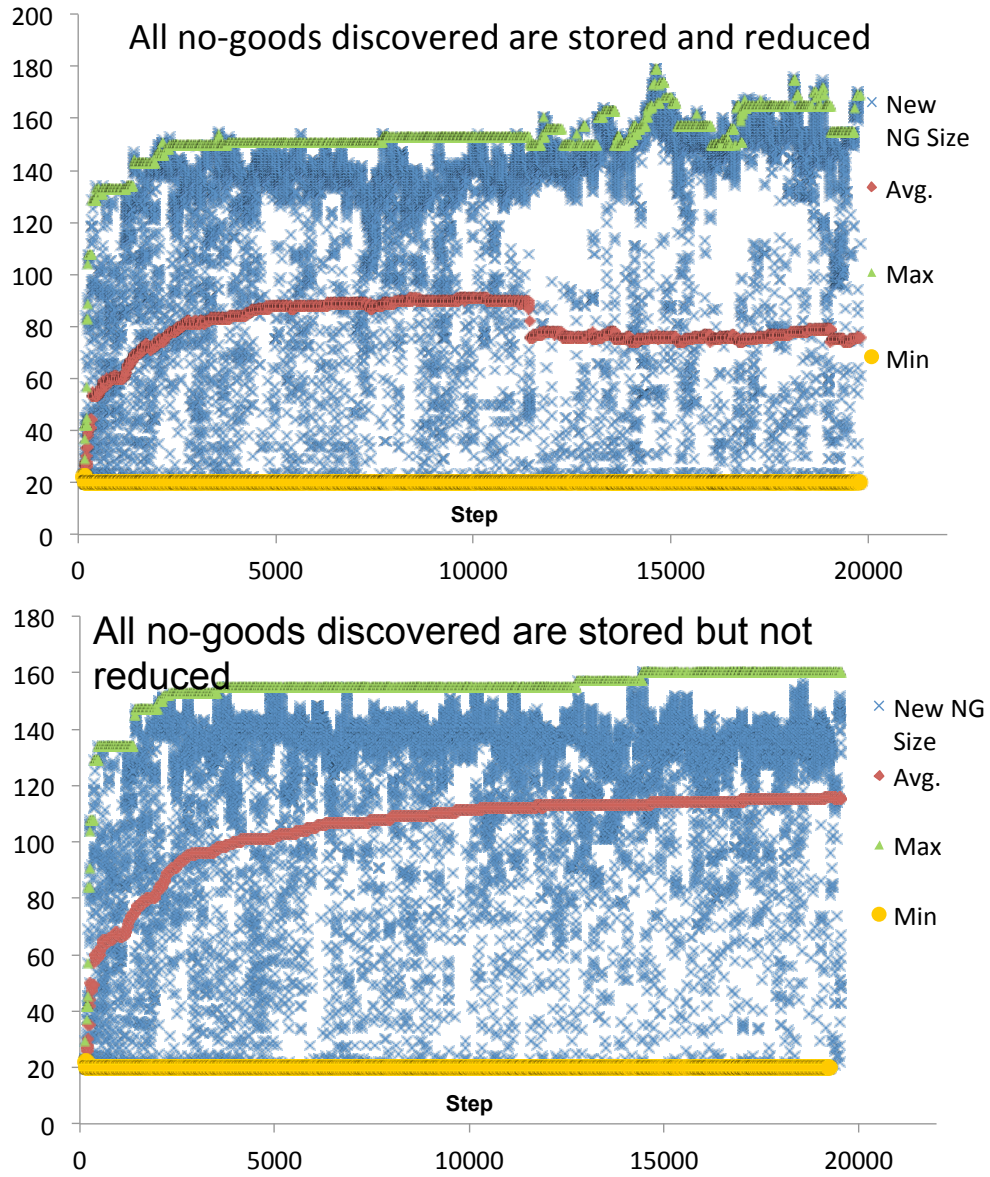 All no-goods discovered are stored and reduced
200
180
160
140
120
100
80
60
40
20
0
New
NG Size
Avg.
Max
Min
Step
0
5000
10000
15000
20000
All no-goods discovered are stored but not
reduced
180
160
140
120
100
80
60
40
20
0
New NG
Size
Avg.
Max
Min
Step
0
5000
10000
15000
20000